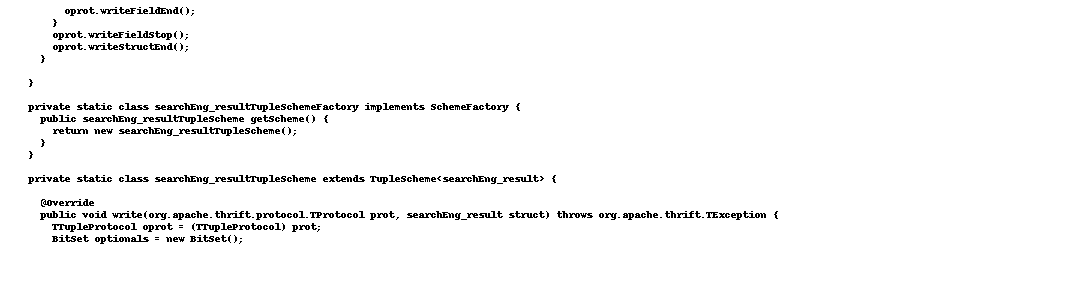 oprot.writeFieldEnd();
}
oprot.writeFieldStop();
oprot.writeStructEnd();
}
}
private static class searchEng_resultTupleSchemeFactory implements SchemeFactory {
public searchEng_resultTupleScheme getScheme() {
return new searchEng_resultTupleScheme();
}
}
private static class searchEng_resultTupleScheme extends TupleScheme<searchEng_result> {
@Override
public void write(org.apache.thrift.protocol.TProtocol prot, searchEng_result struct) throws org.apache.thrift.TException {
TTupleProtocol oprot = (TTupleProtocol) prot;
BitSet optionals = new BitSet();